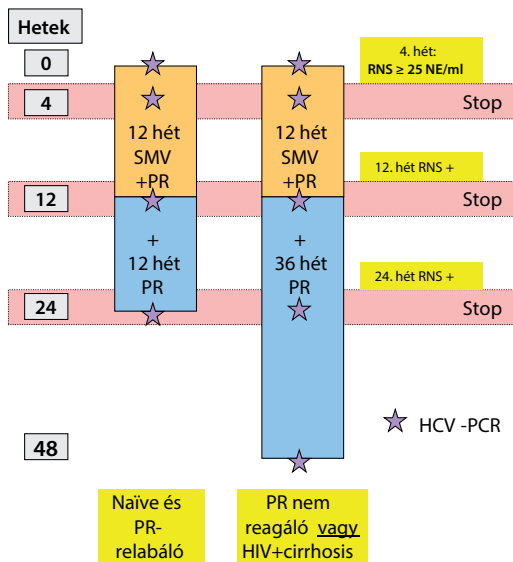 Hetek
0
4. hét:
RNS ≥ 25 NE/ml
4
Stop
12 hét
SMV
+PR
12 hét
SMV
+PR
12. hét RNS +
12
Stop
+
12 hét
PR
+
36 hét
PR
24. hét RNS +
24
Stop
HCV -PCR
48
Naïve és
PR-
relabáló
PR nem
reagáló vagy
HIV+cirrhosis